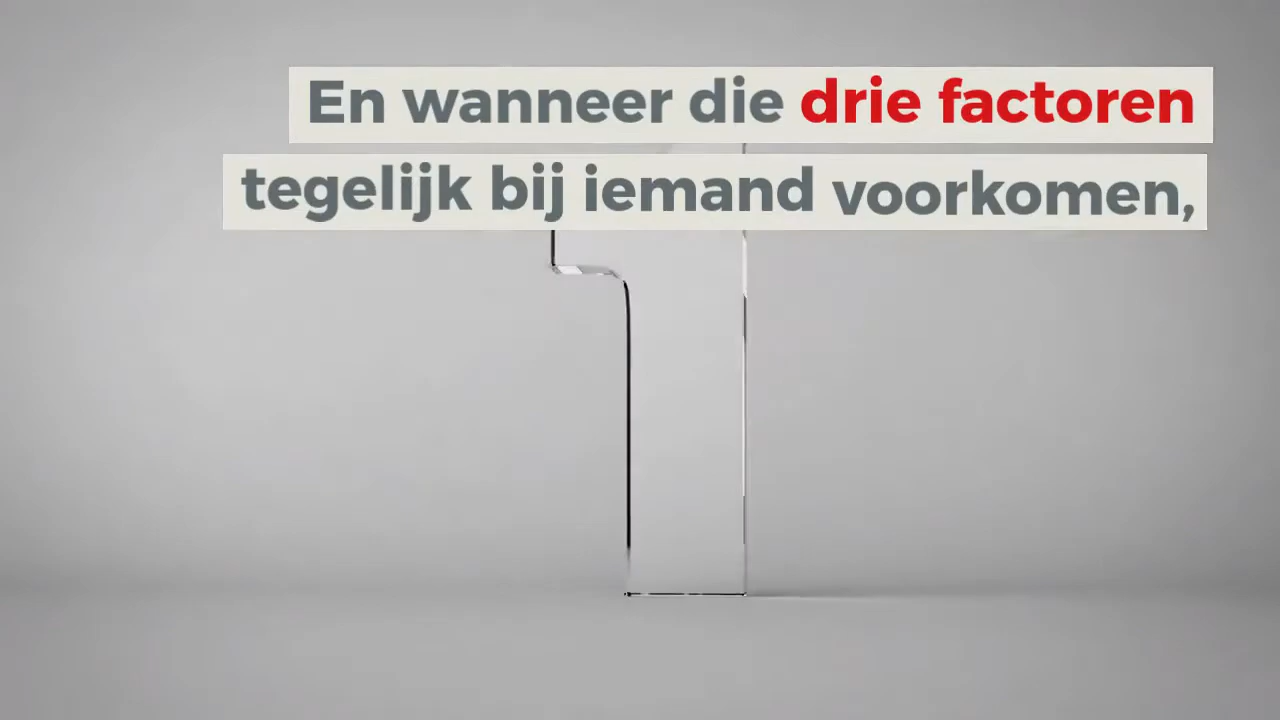 En wanneer die drie factoren
tegelijk bij iemand voorkomen,